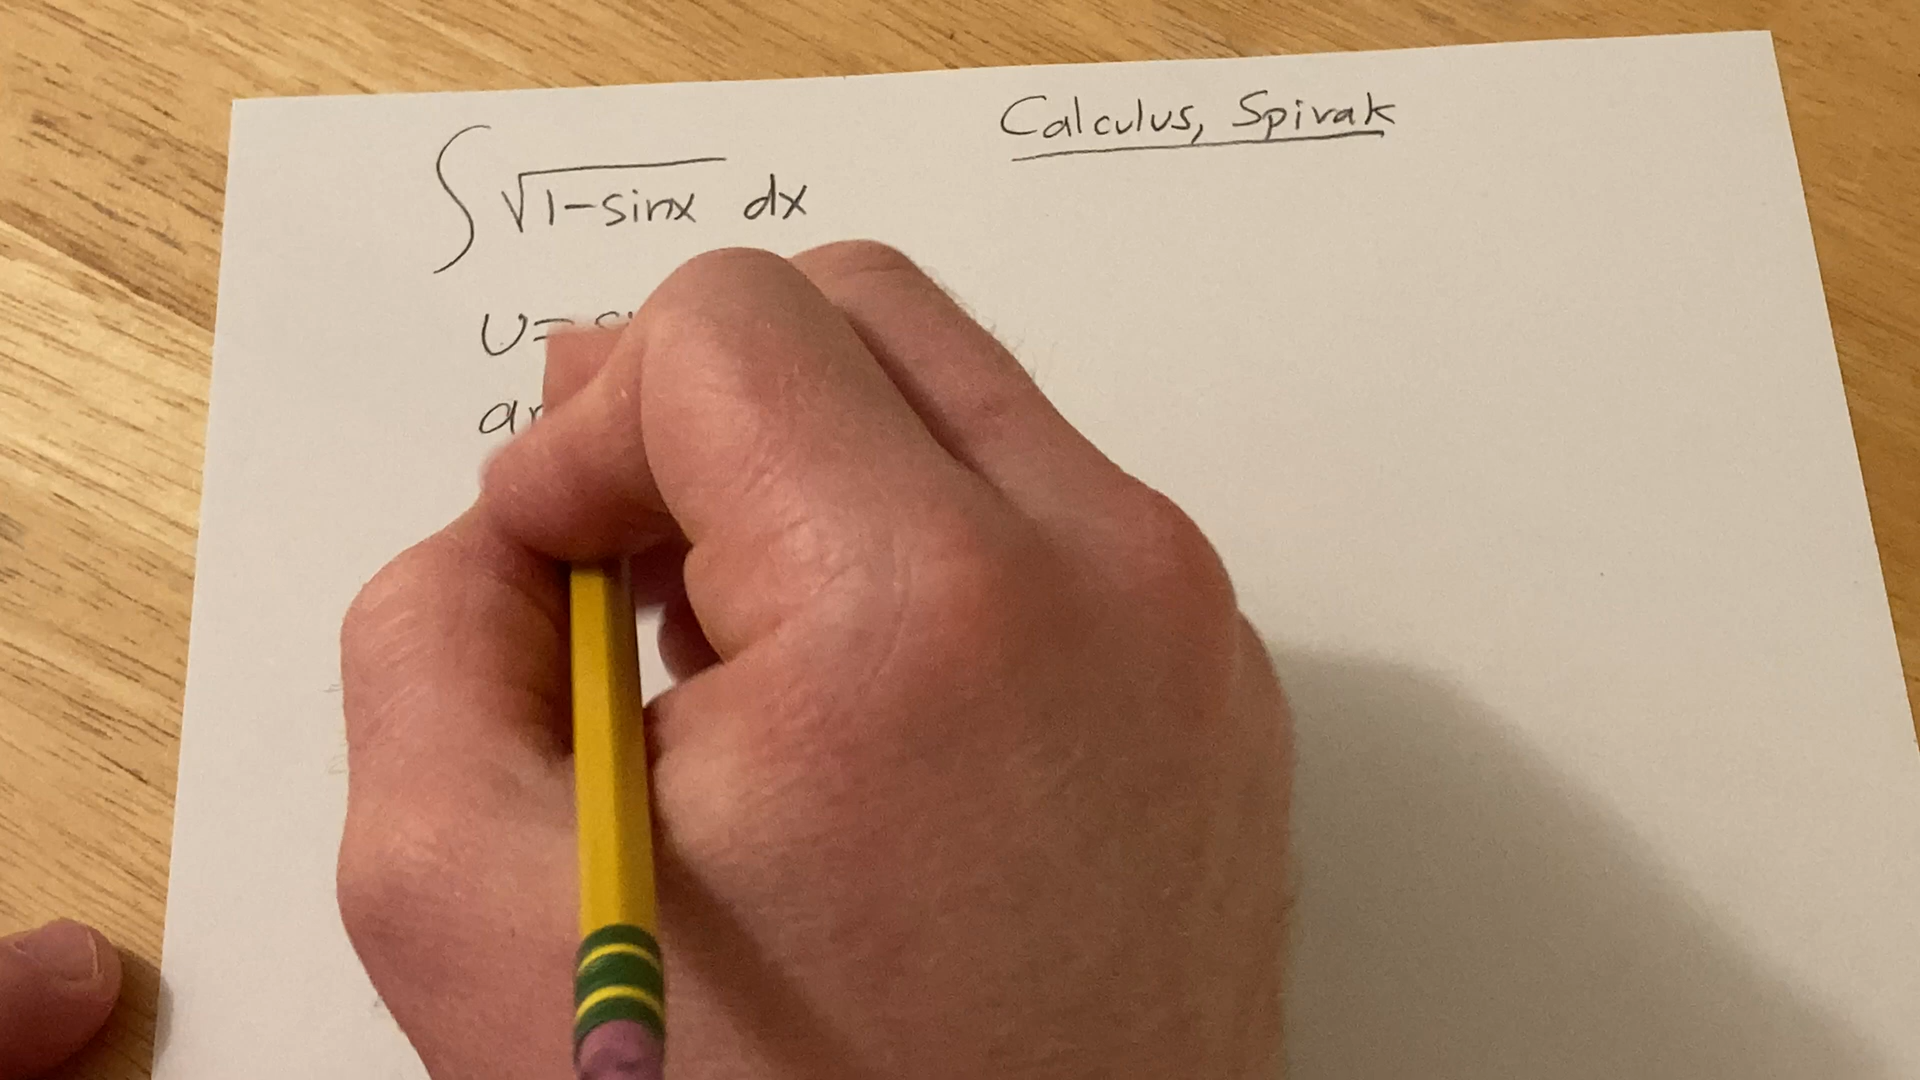 Calculus, Spivak
∫ √1-sinx dx
u=